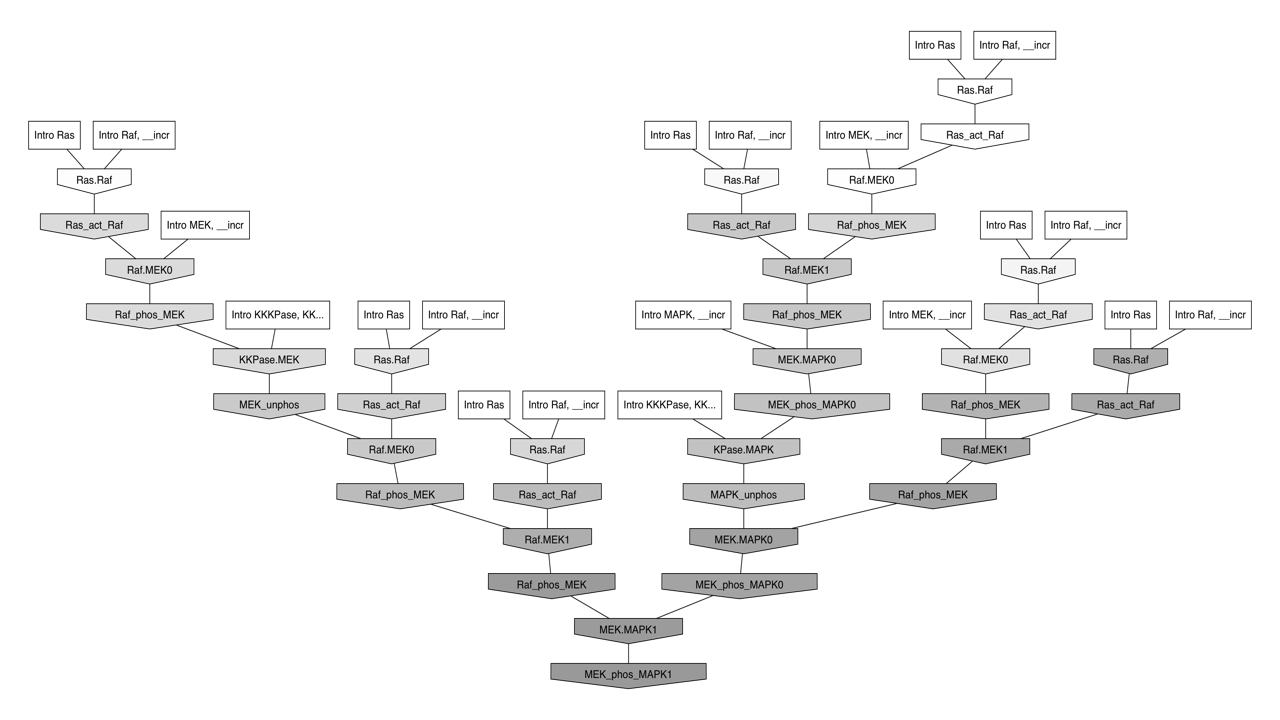 Intro Ras
Intro Raf, __incr
Ras.Raf
Intro Ras
Intro Raf, __incr
Intro Ras
Intro Raf, __incr
Intro MEK, __incr
Ras_act_Raf
Ras.Raf
Ras.Raf
Raf.MEK0
Ras_act_Raf
Intro MEK, __incr
Ras_act_Raf
Raf_phos_MEK
Intro Ras
Intro Raf, __incr
Raf.MEK0
Raf.MEK1
Ras.Raf
Raf_phos_MEK
Intro KKKPase, KK...
Intro Ras
Intro Raf, __incr
Intro MAPK, __incr
Raf_phos_MEK
Intro MEK, __incr
Ras_act_Raf
Intro Ras
Intro Raf, __incr
KKPase.MEK
Ras.Raf
MEK.MAPK0
Raf.MEK0
Ras.Raf
MEK_unphos
Ras_act_Raf
Intro Ras
Intro Raf, __incr
Intro KKKPase, KK...
MEK_phos_MAPK0
Raf_phos_MEK
Ras_act_Raf
Raf.MEK0
Ras.Raf
KPase.MAPK
Raf.MEK1
Raf_phos_MEK
Ras_act_Raf
MAPK_unphos
Raf_phos_MEK
Raf.MEK1
MEK.MAPK0
Raf_phos_MEK
MEK_phos_MAPK0
MEK.MAPK1
MEK_phos_MAPK1